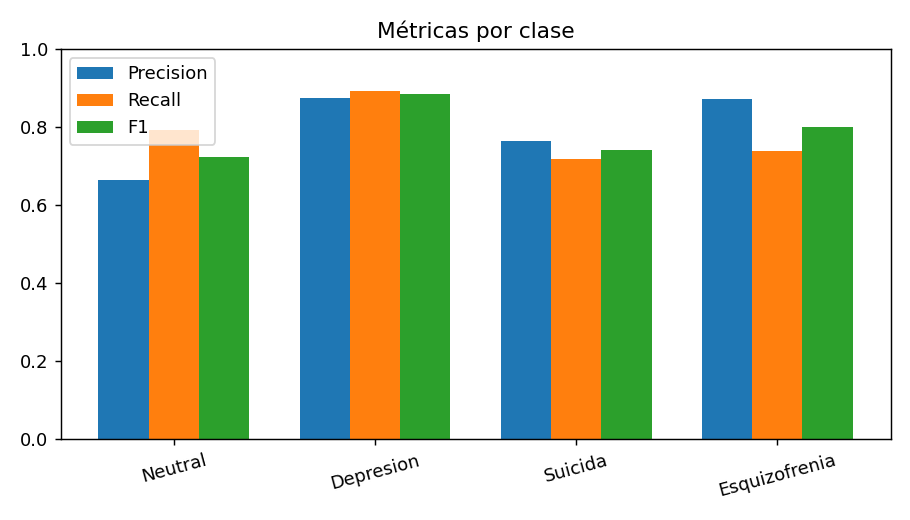 Métricas por clase
1.0
0.8
0.6
0.4
0.2
0.0
Precision
Recall
F1
Neutral
Depresion
Suicida
Esquizofrenia